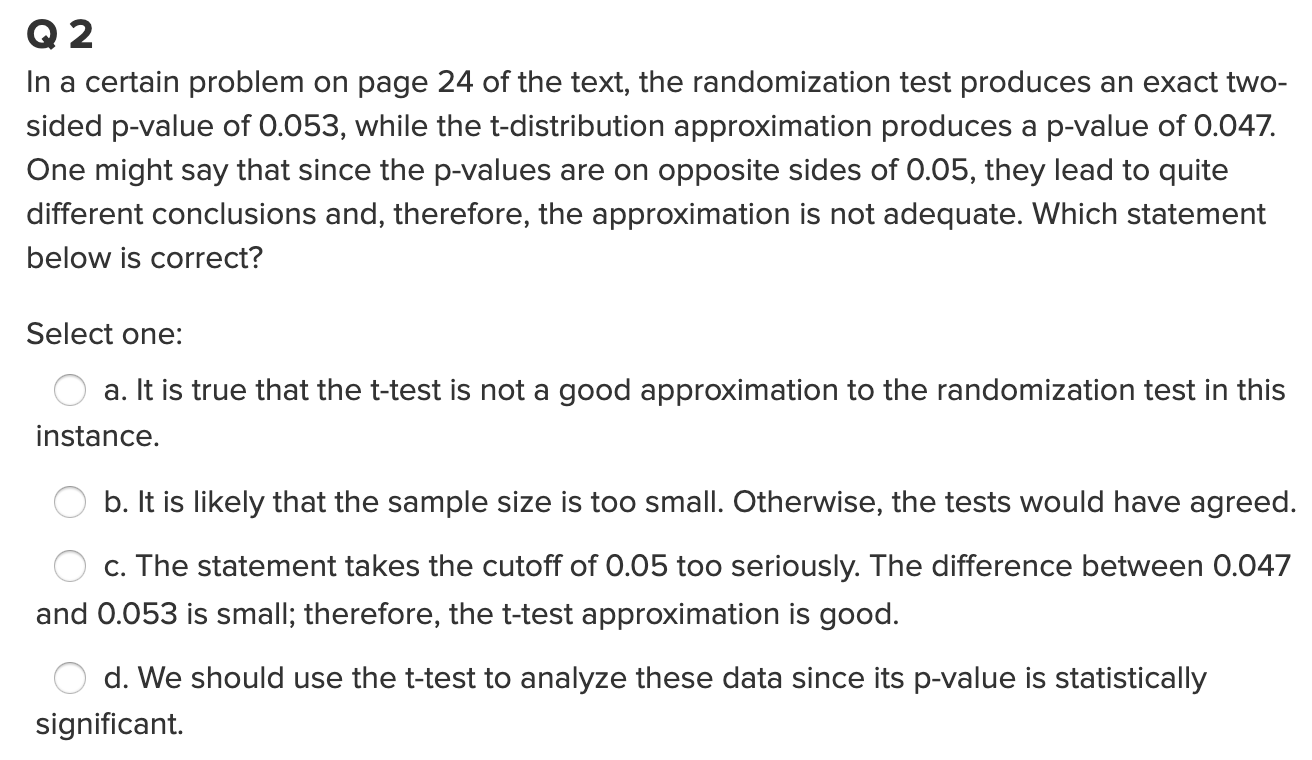 Q 2
In a certain problem on page 24 of the text, the randomization test produces an exact two-
sided p-value of 0.053, while the t-distribution approximation produces a p-value of 0.047.
One might say that since the p-values are on opposite sides of 0.05, they lead to quite
different conclusions and, therefore, the approximation is not adequate. Which statement
below is correct?
Select one:
a. It is true that the t-test is not a good approximation to the randomization test in this
instance.
b. It is likely that the sample size is too small. Otherwise, the tests would have agreed.
c. The statement takes the cutoff of 0.05 too seriously. The difference between 0.047
and 0.053 is small; therefore, the t-test approximation is good.
d. We should use the t-test to analyze these data since its p-value is statistically
significant.